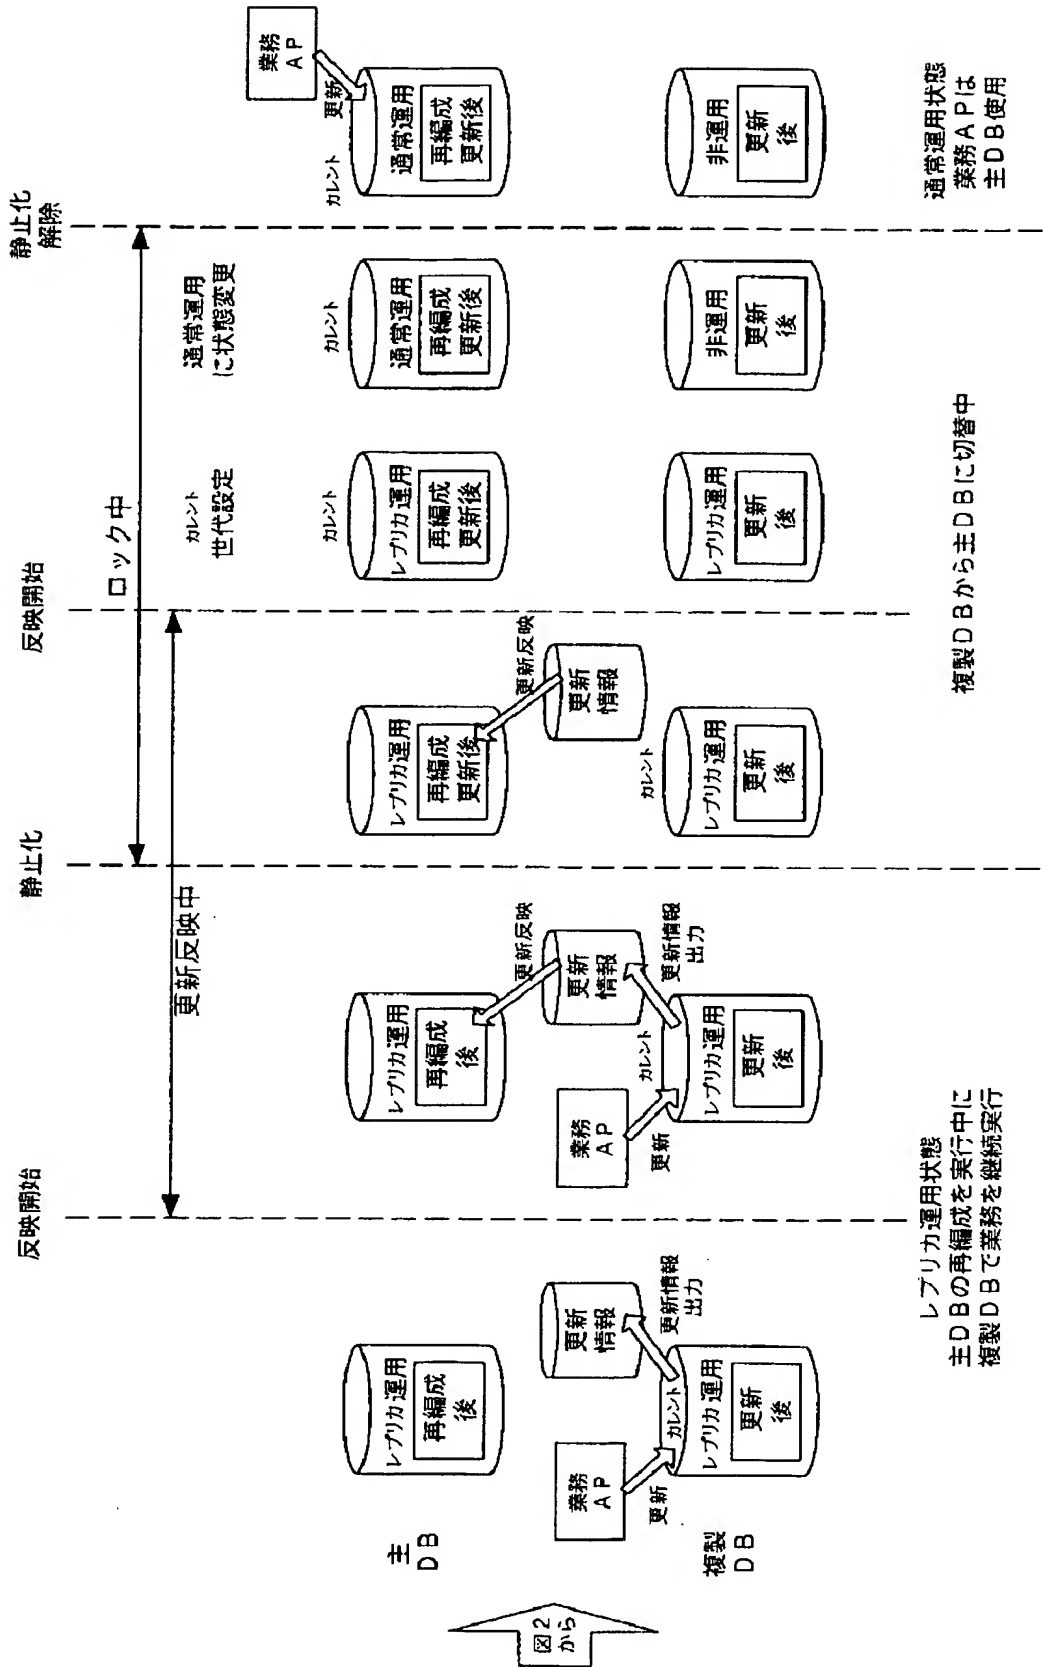 図2
から
主
DB
複製
DB
反映開始
静止化
反映開始
静止化
解除
ロック中
更新反映中
カレント
世代設定
通常運用
に状態変更
レプリカ運用
再編成
後
業務
AP
更新
更新
情報
更新情報
出力
カレント
レプリカ運用
更新
後
レプリカ運用
再編成
後
更新反映
更新
情報
更新情報
出力
業務
AP
更新
カレント
レプリカ運用
更新
後
レプリカ運用
再編成
更新後
更新反映
更新
情報
カレント
レプリカ運用
更新
後
カレント
レプリカ運用
再編成
更新後
レプリカ運用
更新
後
カレント
通常運用
再編成
更新後
非運用
更新
後
業務
AP
更新
カレント
通常運用
再編成
更新後
非運用
更新
後
レプリカ運用状態
主DBの再編成を実行中に
複製DBで業務を継続実行
複製DBから主DBに切替中
通常運用状態
業務APは
主DB使用